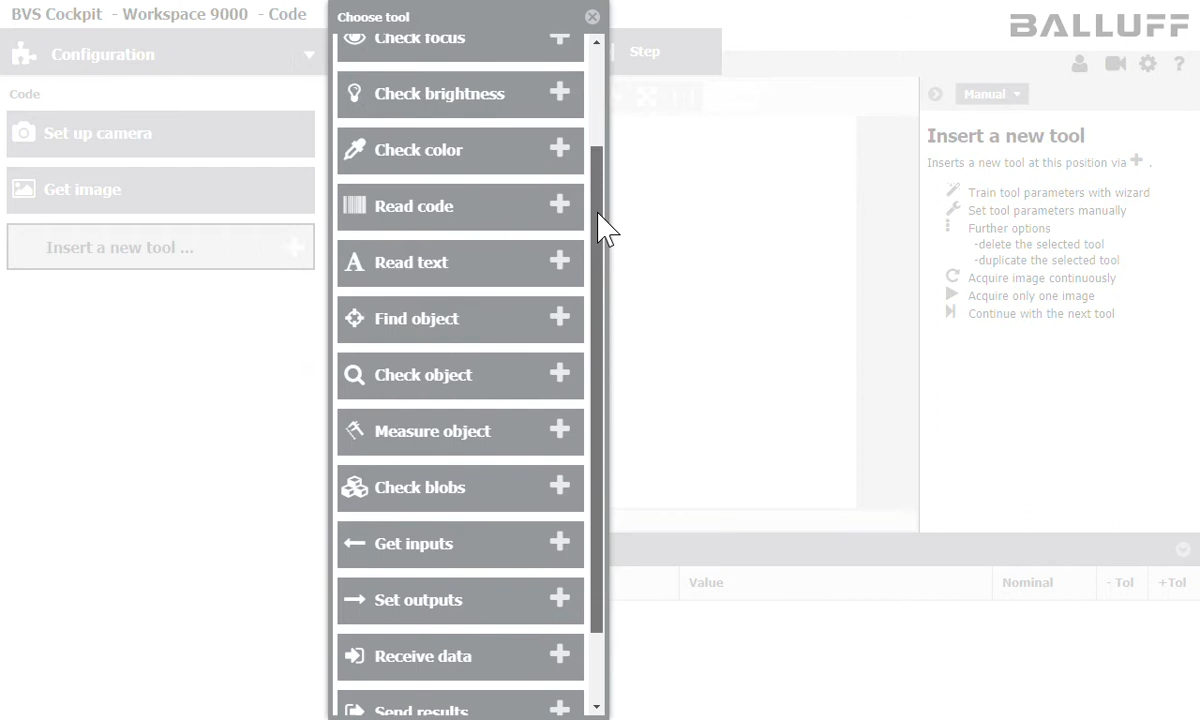 BVS Cockpit - Workspace 9000 - Code
Choose tool
BALLUFF
Configuration
Step
Code
Set up camera
Get image
Insert a new tool ...
Check focus
Check brightness
Check color
Read code
Read text
Find object
Check object
Measure object
Check blobs
Get inputs
Set outputs
Receive data
Send results
Manual
Insert a new tool
Inserts a new tool at this position via + .
Train tool parameters with wizard
Set tool parameters manually
Further options
-delete the selected tool
-duplicate the selected tool
Acquire image continuously
Acquire only one image
Continue with the next tool
Value
Nominal
- Tol
+Tol